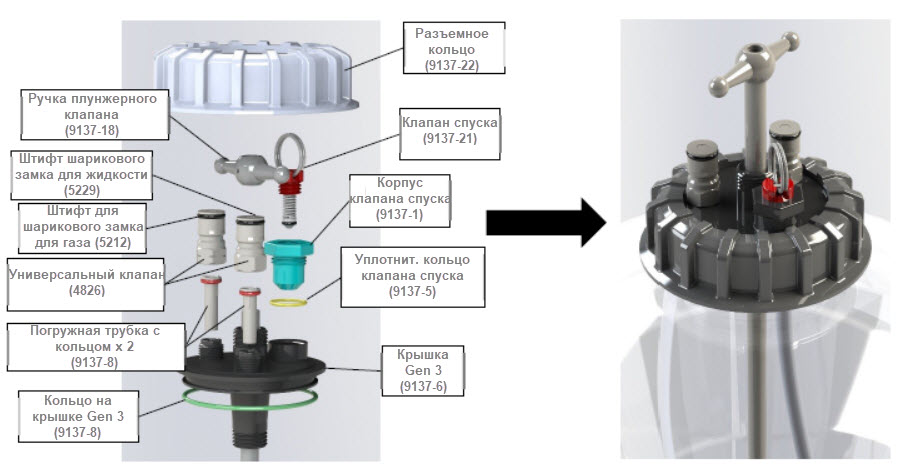 Разъемное
кольцо
(9137-22)
Ручка плунжерного
клапана
(9137-18)
Клапан спуска
(9137-21)
Штифт шарикового
замка для жидкости
(5229)
Корпус
клапана спуска
(9137-1)
Штифт для
шарикового замка
для газа (5212)
Уплотнит. кольцо
клапана спуска
(9137-5)
Универсальный клапан
(4826)
Погружная трубка с
кольцом x 2
(9137-8)
Крышка
Gen 3
(9137-6)
Кольцо на
крышке Gen 3
(9137-8)